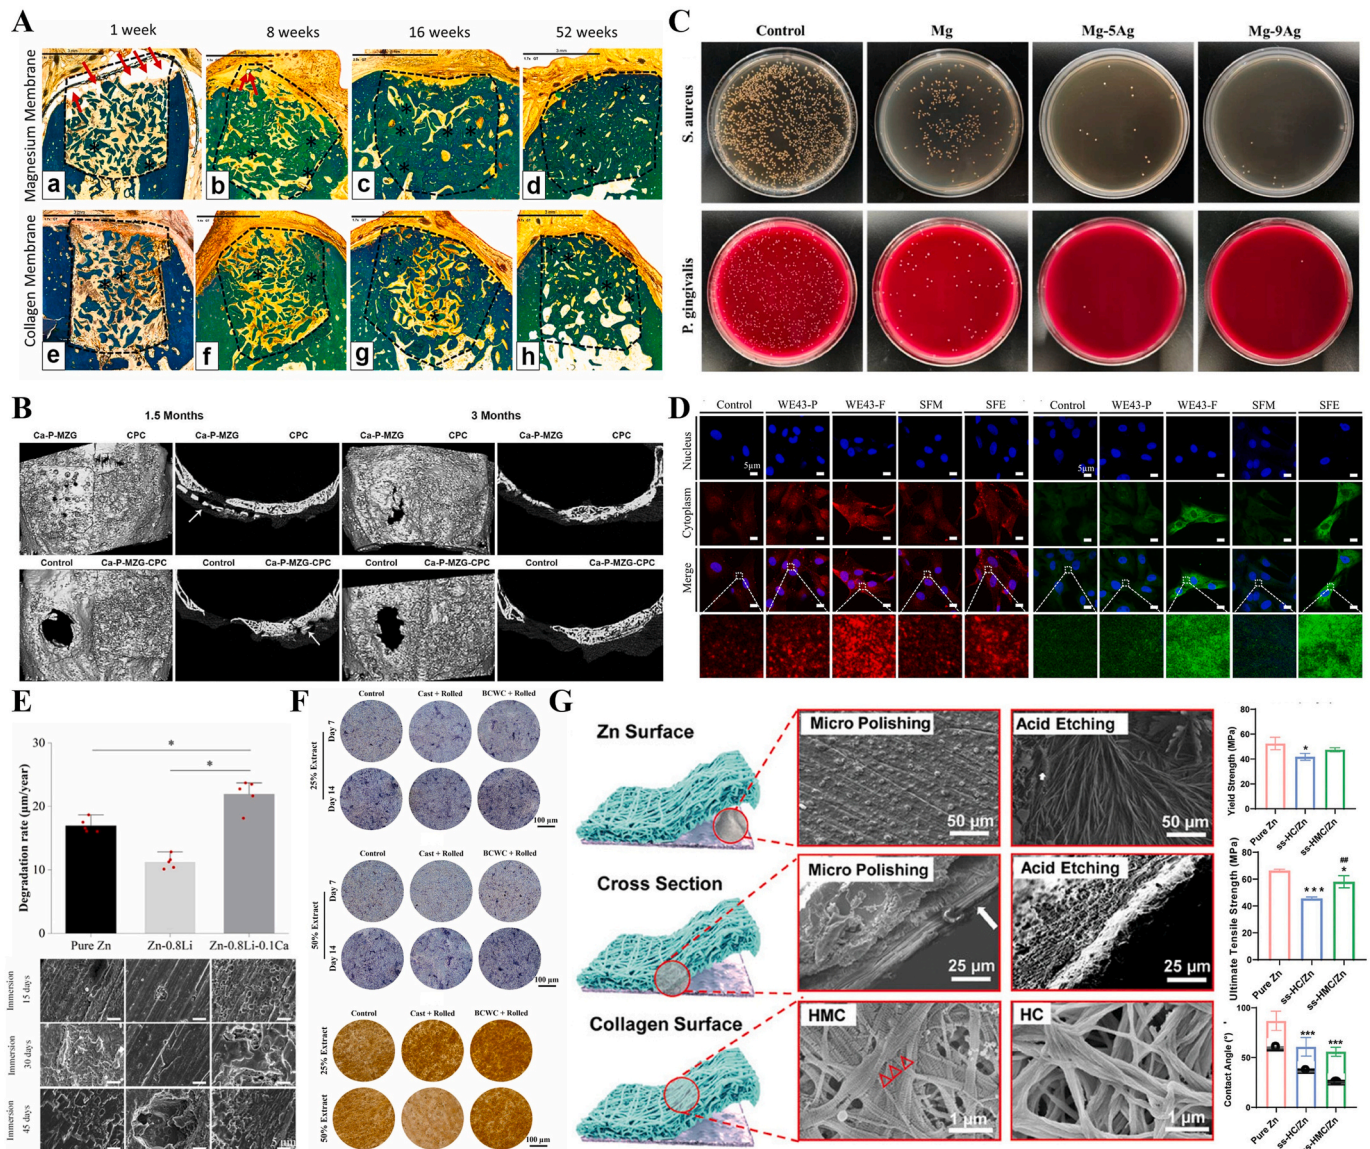 A
1 week
8 weeks
16 weeks
52 weeks
Magnesium Membrane
a
b
c
d
Collagen Membrane
e
f
g
h
B
1.5 Months
3 Months
Ca-P-MZG
CPC
Ca-P-MZG
CPC
Ca-P-MZG
CPC
Ca-P-MZG
CPC
Control
Ca-P-MZG-CPC
Control
Ca-P-MZG-CPC
Control
Ca-P-MZG-CPC
Control
Ca-P-MZG-CPC
C
Control
Mg
Mg-5Ag
Mg-9Ag
S. aureus
P. gingivalis
D
Control
WE43-P
WE43-F
SFM
SFE
Control
WE43-P
WE43-F
SFM
SFE
Nucleus
5μm
5μm
Cytoplasm
Merge
E
Degradation rate (μm/year)
30
20
10
0
*
*
Pure Zn
Zn-0.8Li
Zn-0.8Li-0.1Ca
Immersion
15 days
Immersion
30 days
Immersion
45 days
5 μm
F
Control
Cast + Rolled
BCWC + Rolled
25% Extract
Day 7
Day 14
100 μm
Control
Cast + Rolled
BCWC + Rolled
50% Extract
Day 7
Day 14
100 μm
Control
Cast + Rolled
BCWC + Rolled
25% Extract
50% Extract
100 μm
G
Zn Surface
Micro Polishing
50 μm
Acid Etching
50 μm
Cross Section
Micro Polishing
25 μm
Acid Etching
25 μm
Collagen Surface
HMC
1 μm
HC
1 μm
Yield Strength (MPa)
80
60
40
20
0
*
Pure Zn
ss-HC/Zn
ss-HMC/Zn
Ultimate Tensile Strength (MPa)
80
60
40
20
0
***
##
*
Pure Zn
ss-HC/Zn
ss-HMC/Zn
Contact Angle (°)
100
50
0
***
***
Pure Zn
ss-HC/Zn
ss-HMC/Zn